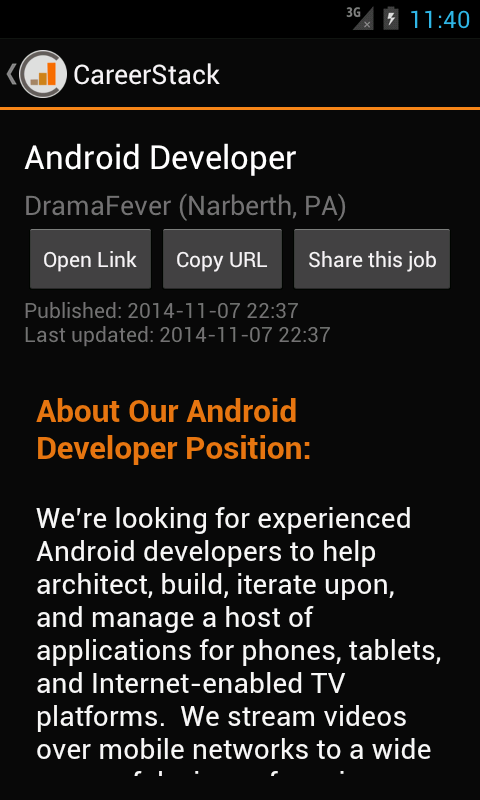 3G
11:40
CareerStack
Android Developer
DramaFever (Narberth, PA)
Open Link
Copy URL
Share this job
Published: 2014-11-07 22:37
Last updated: 2014-11-07 22:37
About Our Android
Developer Position:
We're looking for experienced
Android developers to help
architect, build, iterate upon,
and manage a host of
applications for phones, tablets,
and Internet-enabled TV
platforms.  We stream videos
over mobile networks to a wide